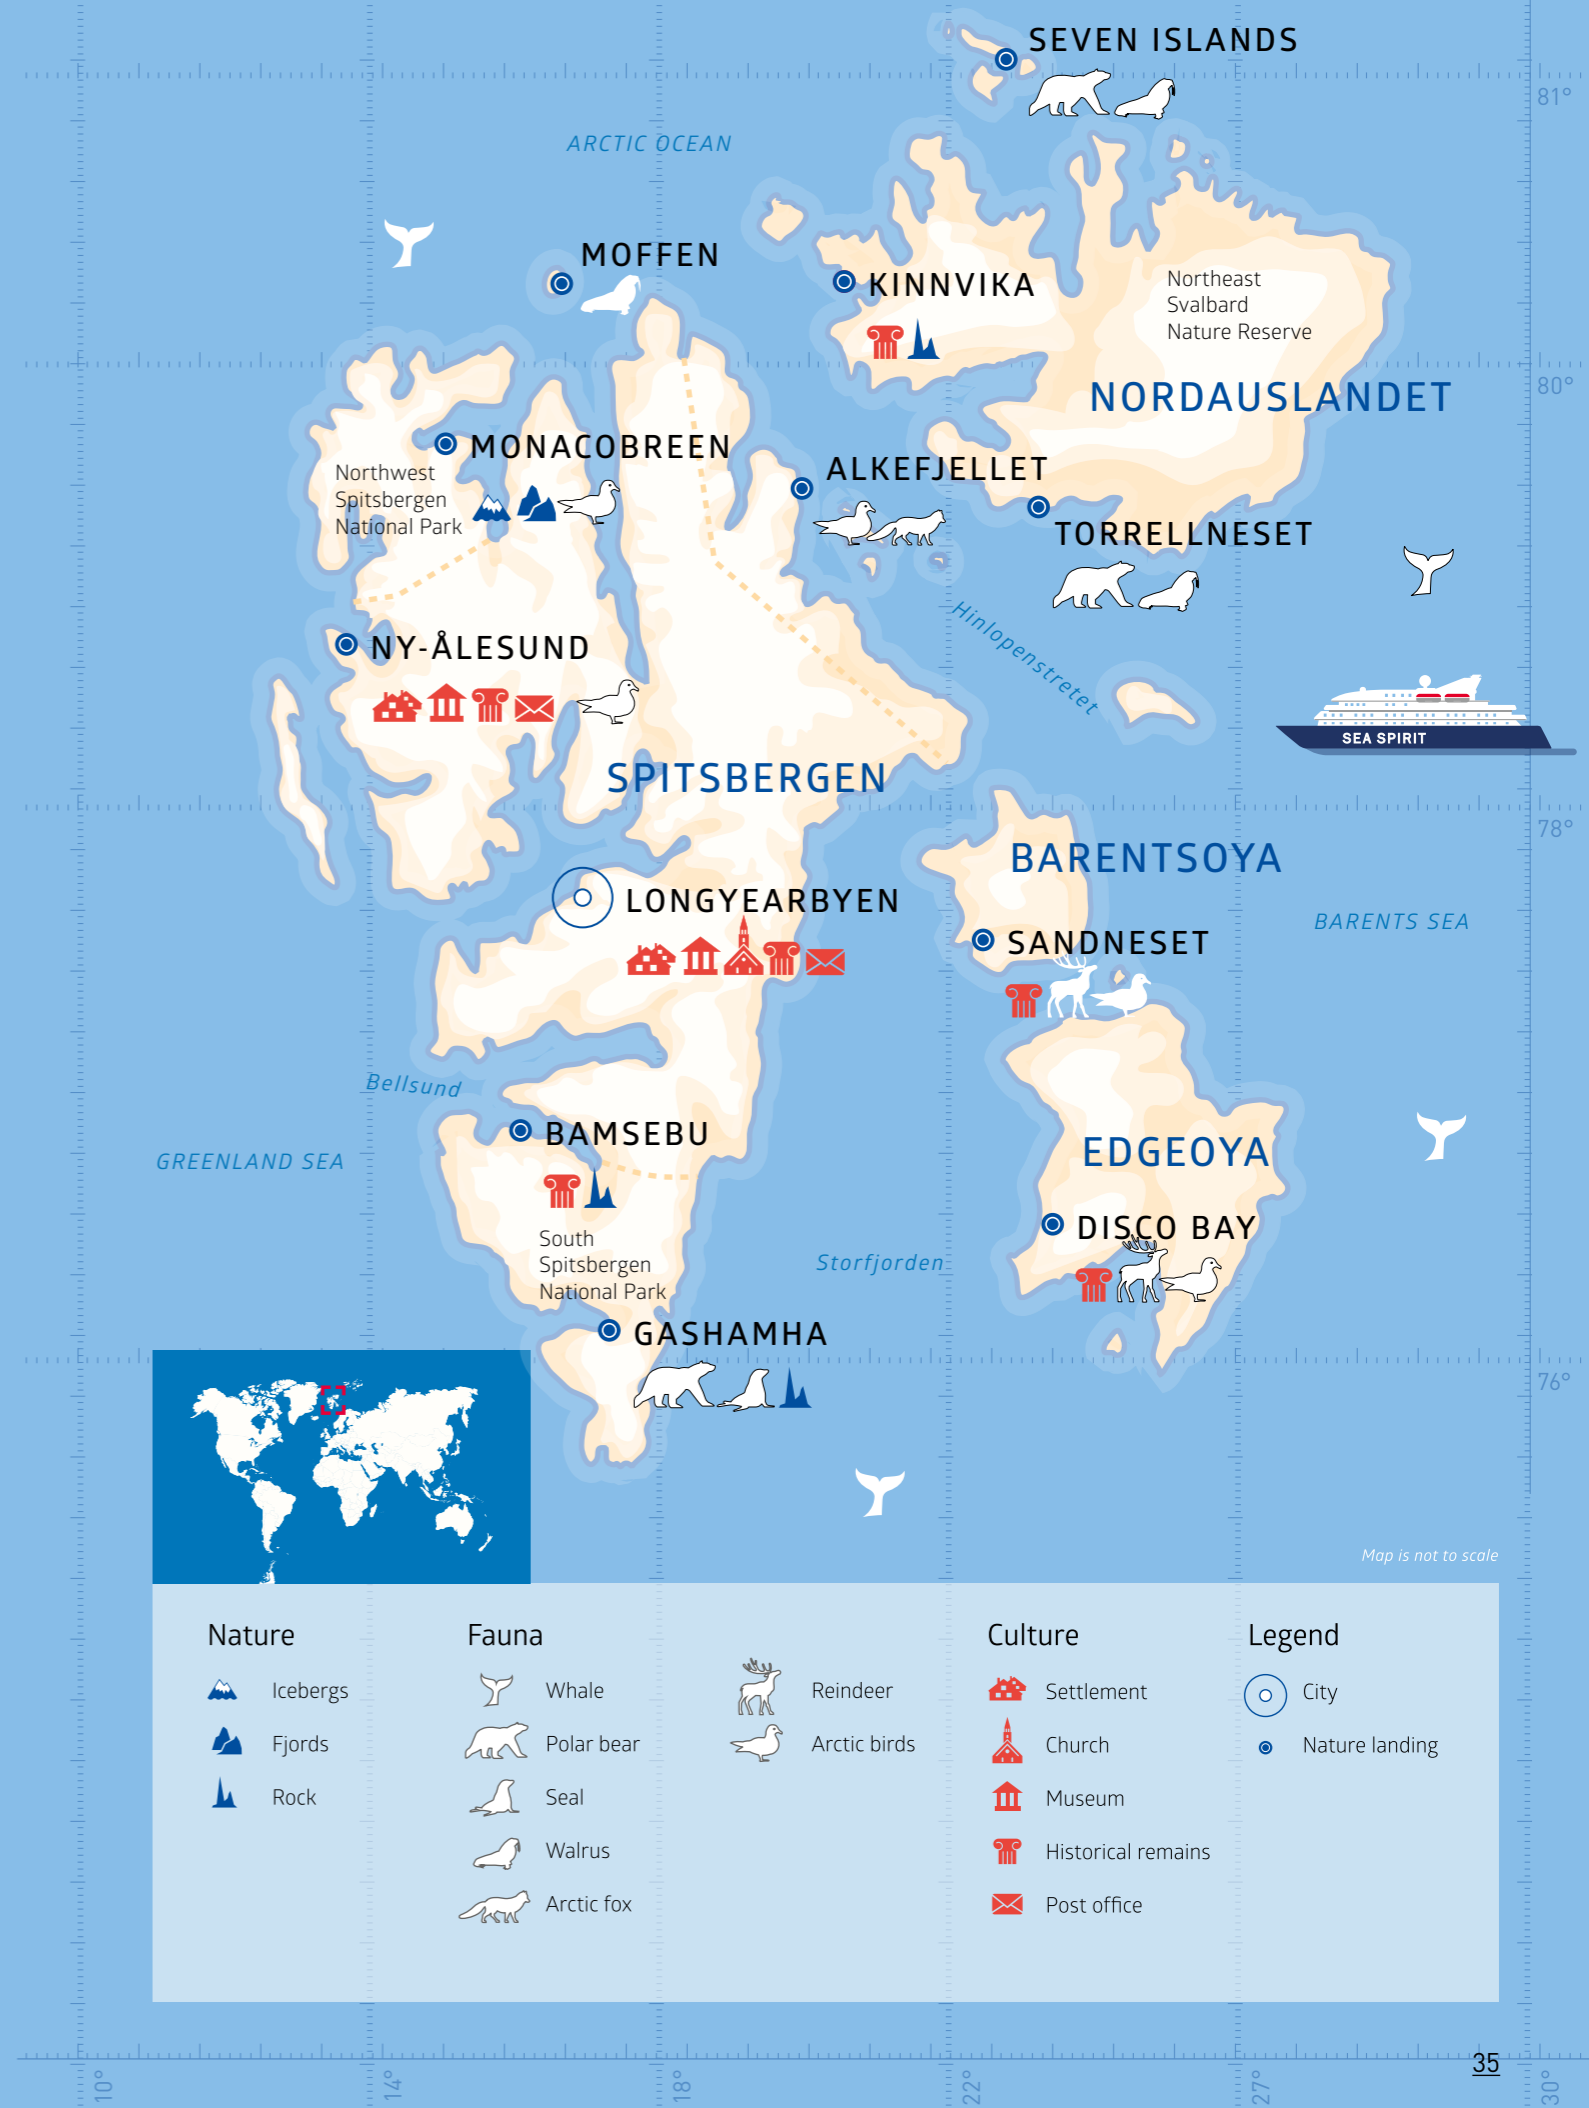 SEVEN ISLANDS
81°
ARCTIC OCEAN
MOFFEN
KINNVIKA
Northeast
Svalbard
Nature Reserve
80°
NORDAUSLANDET
MONACOBREEN
Northwest
Spitsbergen
National Park
ALKEFJELLET
TORRELLNESET
Hinlopenstretet
NY-ÅLESUND
SEA SPIRIT
SPITSBERGEN
78°
BARENTSOYA
LONGYEARBYEN
BARENTS SEA
SANDNESET
Bellsund
BAMSEBU
GREENLAND SEA
EDGEOYA
DISCO BAY
South
Spitsbergen
National Park
Storfjorden
GASHAMHA
76°
Map is not to scale
Nature
Icebergs
Fjords
Rock
Fauna
Whale
Polar bear
Seal
Walrus
Arctic fox
Reindeer
Arctic birds
Culture
Settlement
Church
Museum
Historical remains
Post office
Legend
City
Nature landing
35
10°
14°
18°
22°
27°
30°